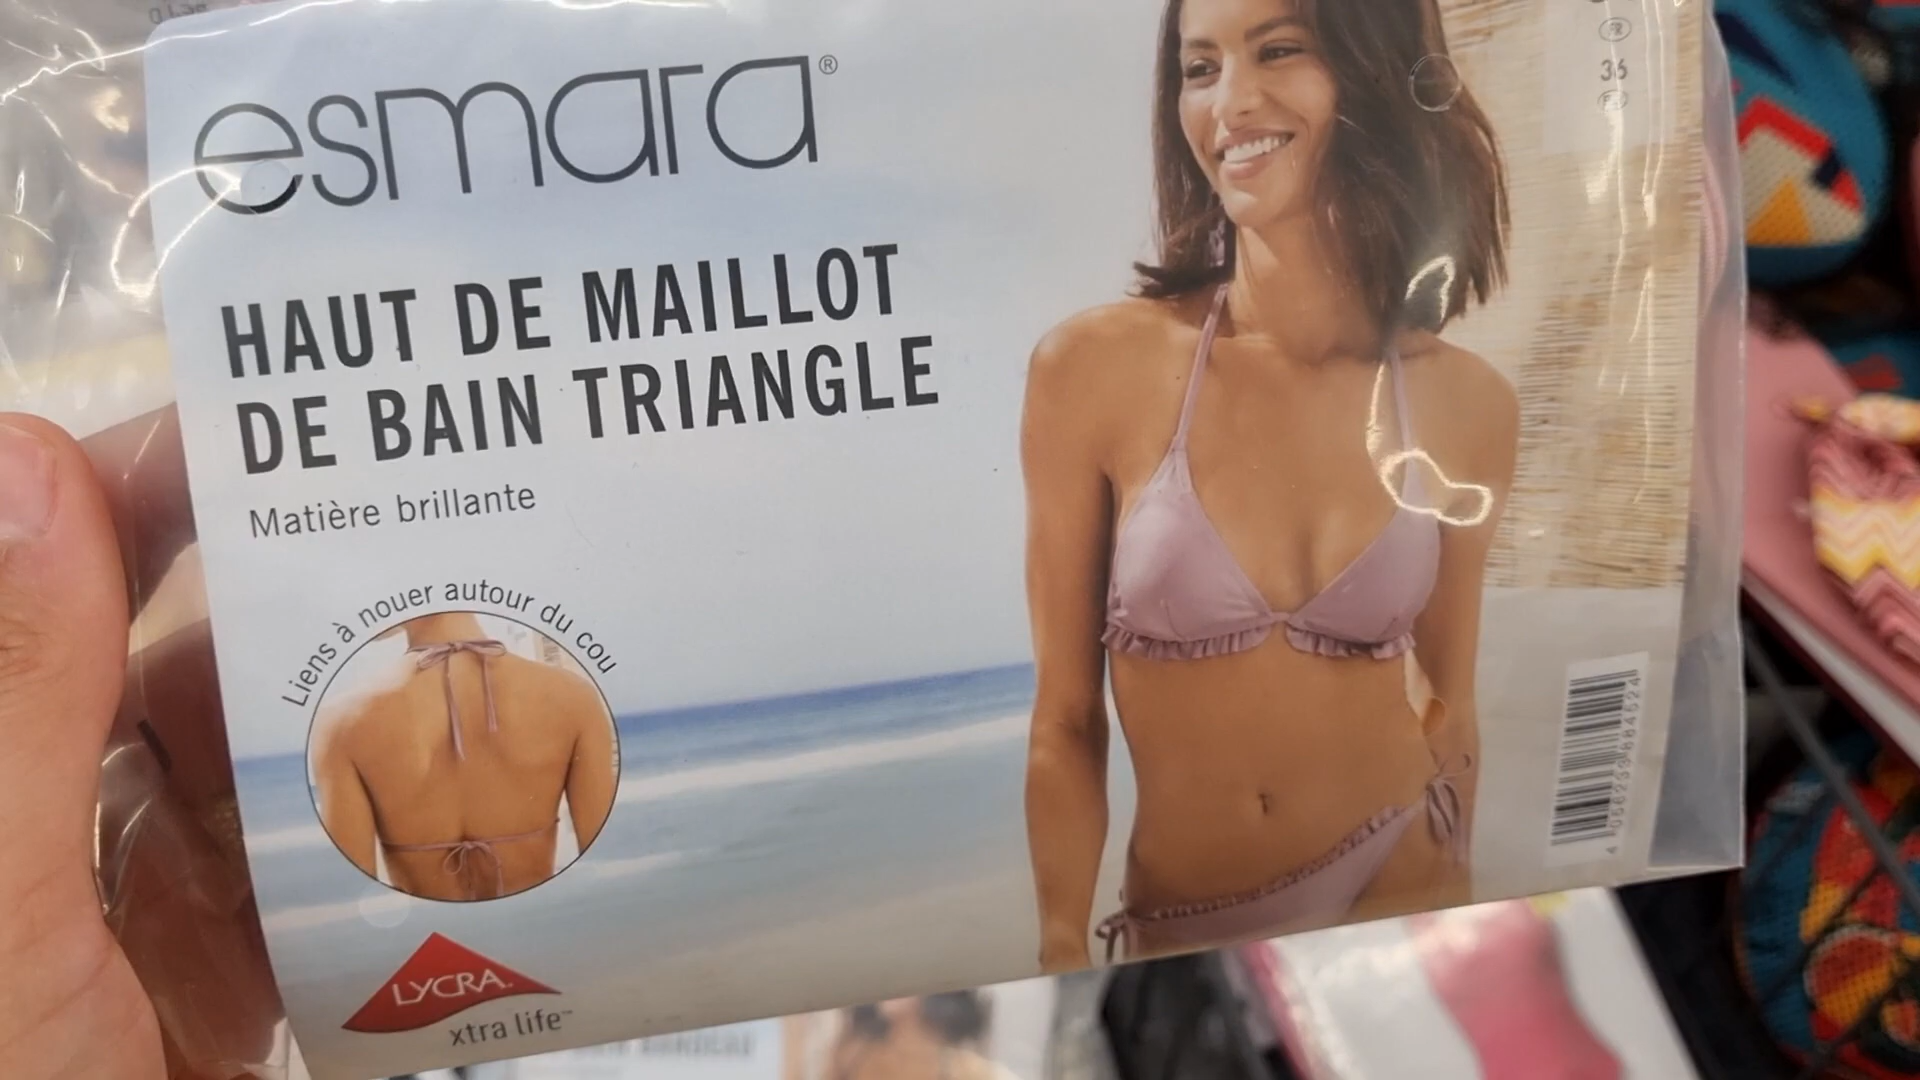 esmara®
HAUT DE MAILLOT
DE BAIN TRIANGLE
Matière brillante
Liens à nouer autour du cou
LYCRA®
xtra life™
36